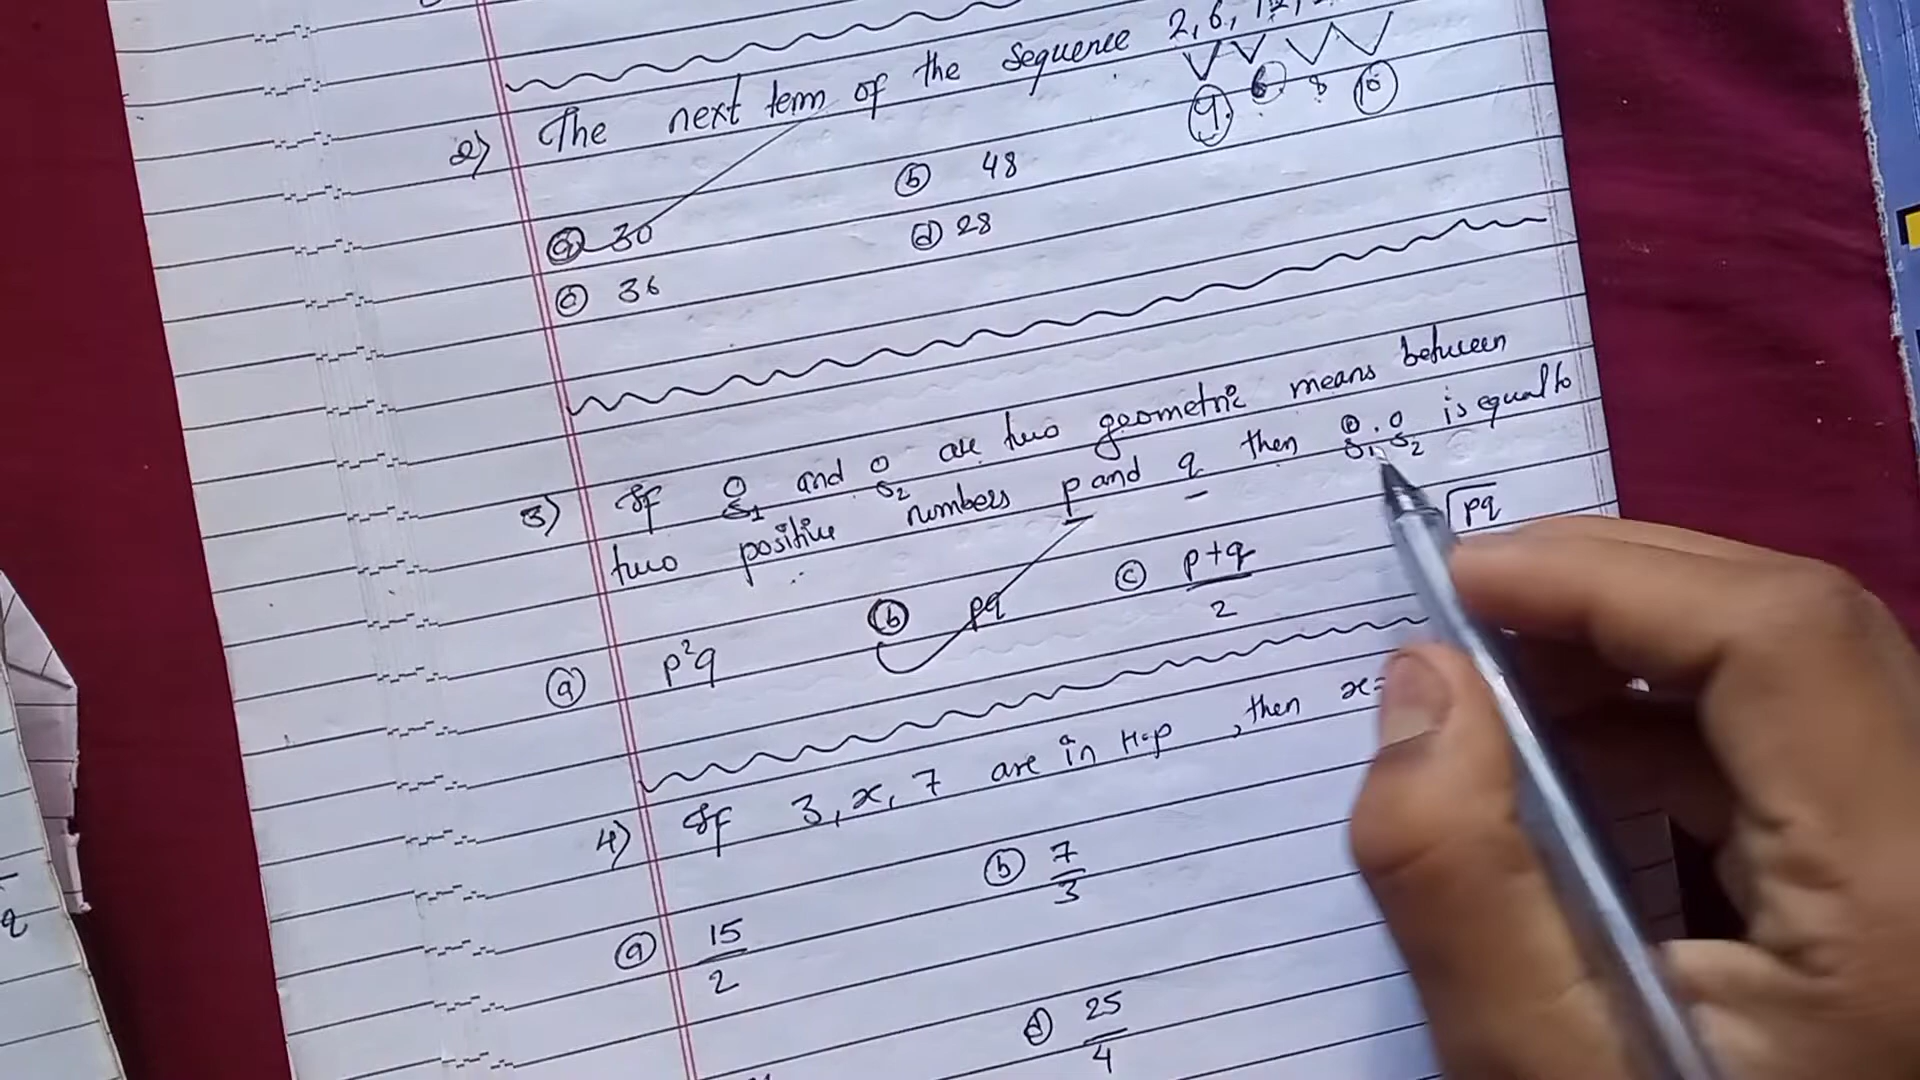 2) The next term of the sequence 2, 6, 12,
4. 6 8 10
(a) 30 (b) 48
(c) 36 (d) 28
3) If g1 and g2 are two geometric means between
two positive numbers p and q then g1.g2 is equal to
(a) p²q (b) pq (c) p+q/2 √pq
4) If 3, x, 7 are in H.p, then x=
(a) 15/2 (b) 7/3
(d) 25/4
q